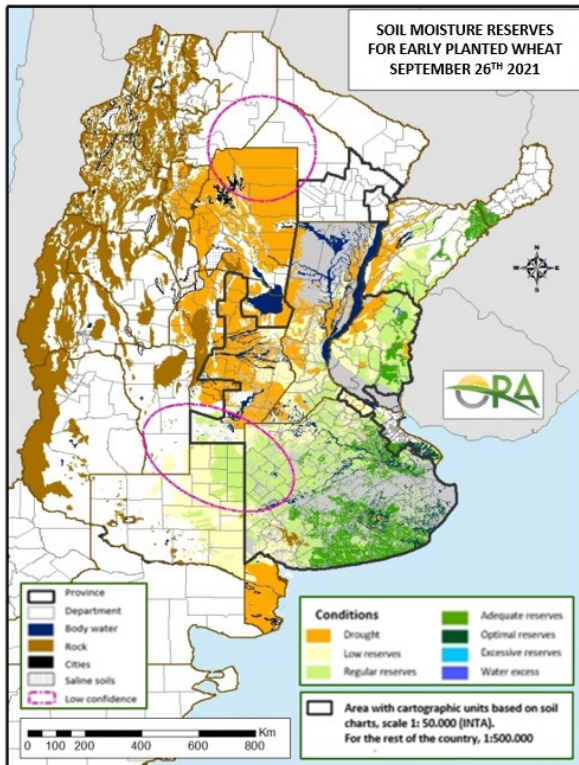 SOIL MOISTURE RESERVES
FOR EARLY PLANTED WHEAT
SEPTEMBER 26TH 2021
N
W E
S
ORA
Province
Department
Body water
Rock
Cities
Saline soils
Low confidence
0 100 200 400 600 800 Km
Conditions
Drought
Low reserves
Regular reserves
Adequate reserves
Optimal reserves
Excessive reserves
Water excess
Area with cartographic units based on soil
charts, scale 1: 50.000 (INTA).
For the rest of the country, 1:500.000